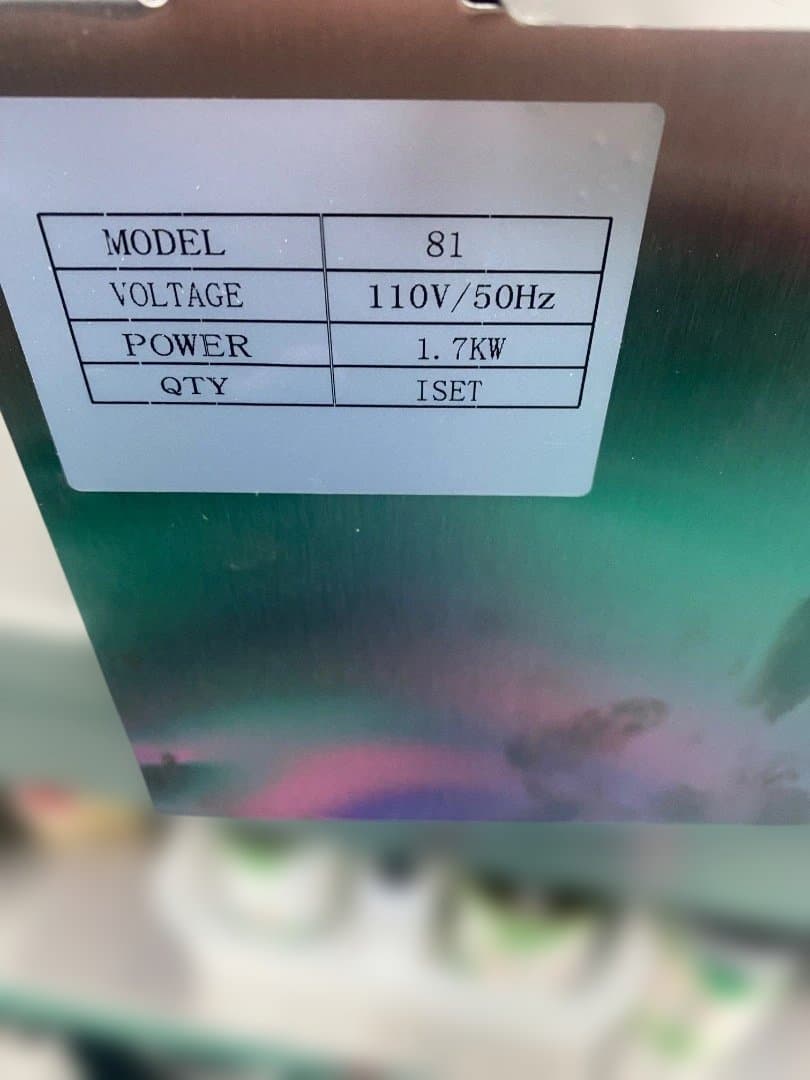 MODEL 81
VOLTAGE 110V/50Hz
POWER 1.7KW
QTY ISET